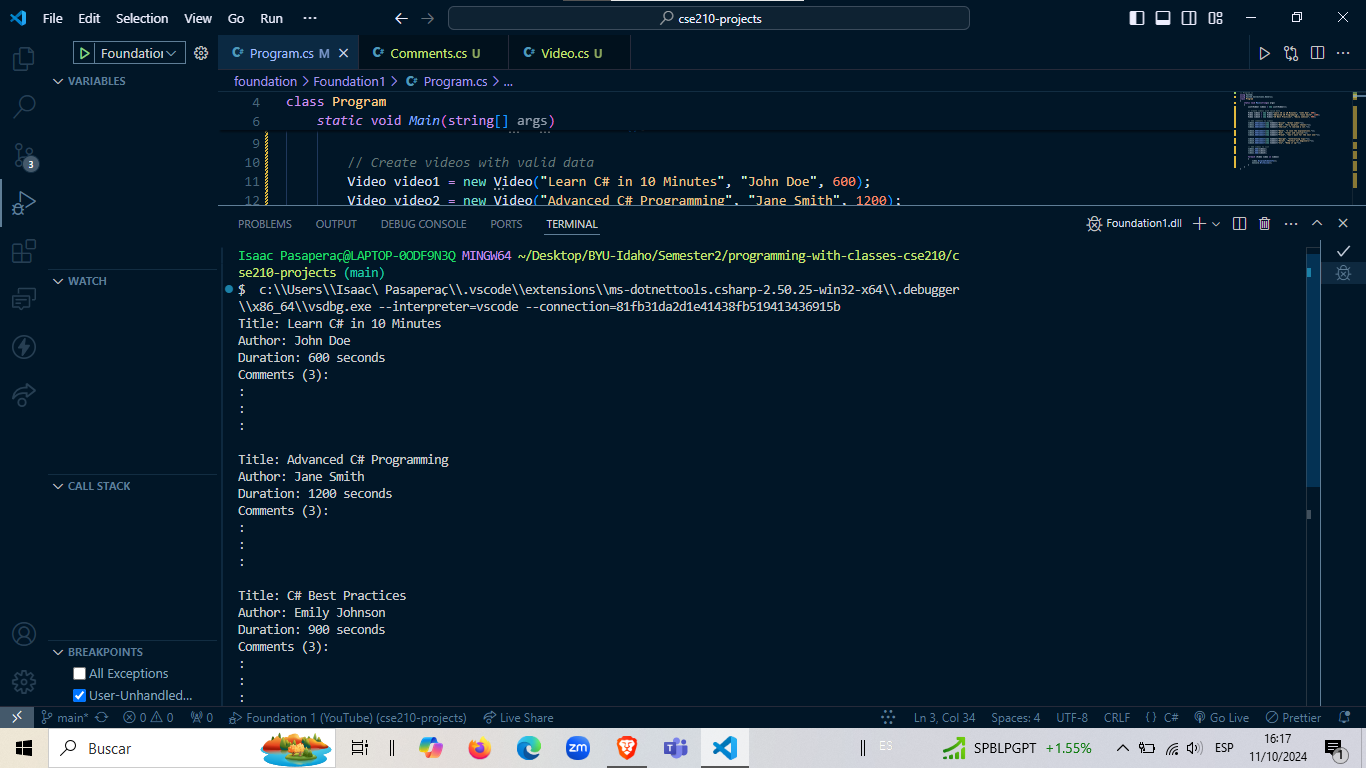 File Edit Selection View Go Run ··· cse210-projects
Foundation
Program.cs M Comments.cs U Video.cs U
VARIABLES
foundation > Foundation1 > Program.cs > ...
4 class Program
6 static void Main(string[] args)
9
10 // Create videos with valid data
11 Video video1 = new Video("Learn C# in 10 Minutes", "John Doe", 600);
12 Video video2 = new Video("Advanced C# Programming", "Jane Smith", 1200);
PROBLEMS OUTPUT DEBUG CONSOLE PORTS TERMINAL Foundation1.dll
Isaac Pasaperaç@LAPTOP-0ODF9N3Q MINGW64 ~/Desktop/BYU-Idaho/Semester2/programming-with-classes-cse210/c
se210-projects (main)
$ c:\\Users\\Isaac\ Pasaperaç\\.vscode\\extensions\\ms-dotnettools.csharp-2.50.25-win32-x64\\.debugger
\\x86_64\\vsdbg.exe --interpreter=vscode --connection=81fb31da2d1e41438fb519413436915b
Title: Learn C# in 10 Minutes
Author: John Doe
Duration: 600 seconds
Comments (3):
:
:
:
Title: Advanced C# Programming
Author: Jane Smith
Duration: 1200 seconds
Comments (3):
:
:
:
Title: C# Best Practices
Author: Emily Johnson
Duration: 900 seconds
Comments (3):
:
:
:
3
WATCH
CALL STACK
BREAKPOINTS
All Exceptions
User-Unhandled...
main* 0 0 0 Foundation 1 (YouTube) (cse210-projects) Live Share Ln 3, Col 34 Spaces: 4 UTF-8 CRLF { } C# Go Live Prettier
Buscar zm ES SPBLPGPT +1.55% ESP 16:17
11/10/2024 1